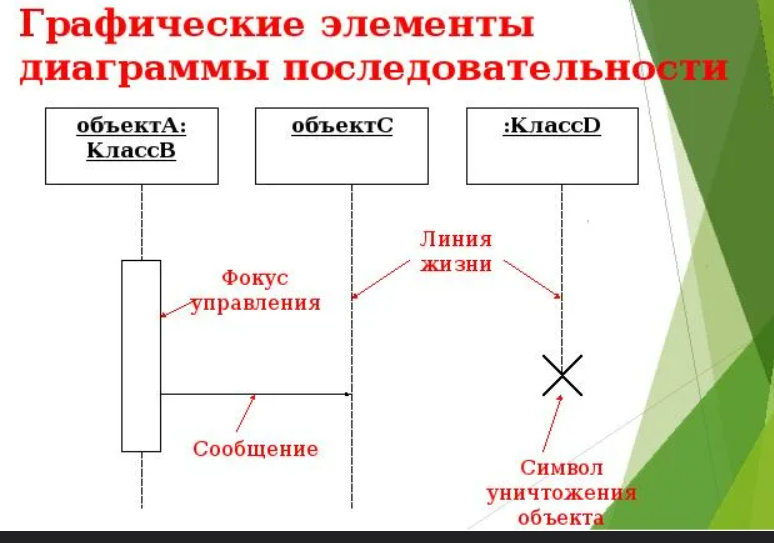 Графические элементы
диаграммы последовательности
объектА:
КлассВ
объектС
:КлассD
Линия
жизни
Фокус
управления
Сообщение
Символ
уничтожения
объекта